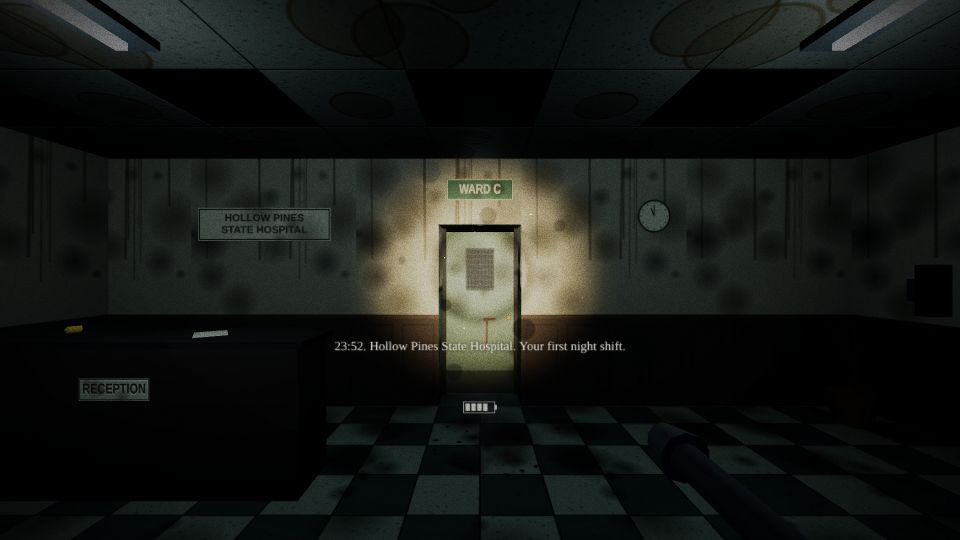 WARD C
HOLLOW PINES
STATE HOSPITAL
23:52. Hollow Pines State Hospital. Your first night shift.
RECEPTION